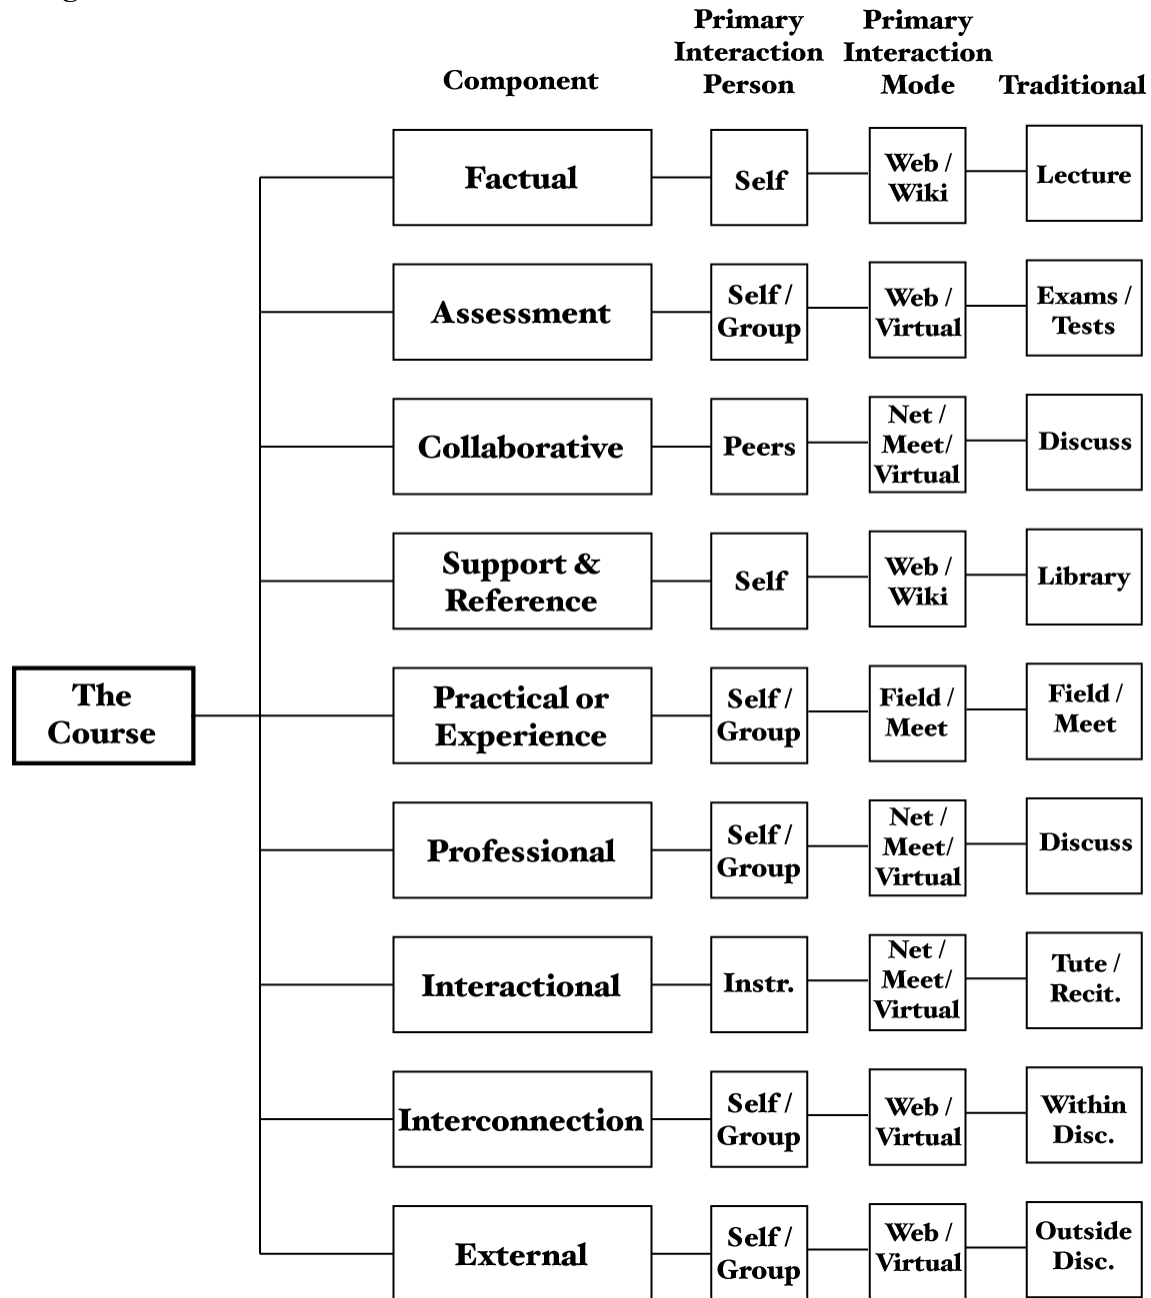 Primary
Interaction
Person
Primary
Interaction
Mode
Component
Traditional
Factual
Self
Web /
Wiki
Lecture
Assessment
Self /
Group
Web /
Virtual
Exams /
Tests
Collaborative
Peers
Net /
Meet/
Virtual
Discuss
Support &
Reference
Self
Web /
Wiki
Library
The
Course
Practical or
Experience
Self /
Group
Field /
Meet
Field /
Meet
Professional
Self /
Group
Net /
Meet/
Virtual
Discuss
Interactional
Instr.
Net /
Meet/
Virtual
Tute /
Recit.
Interconnection
Self /
Group
Web /
Virtual
Within
Disc.
External
Self /
Group
Web /
Virtual
Outside
Disc.